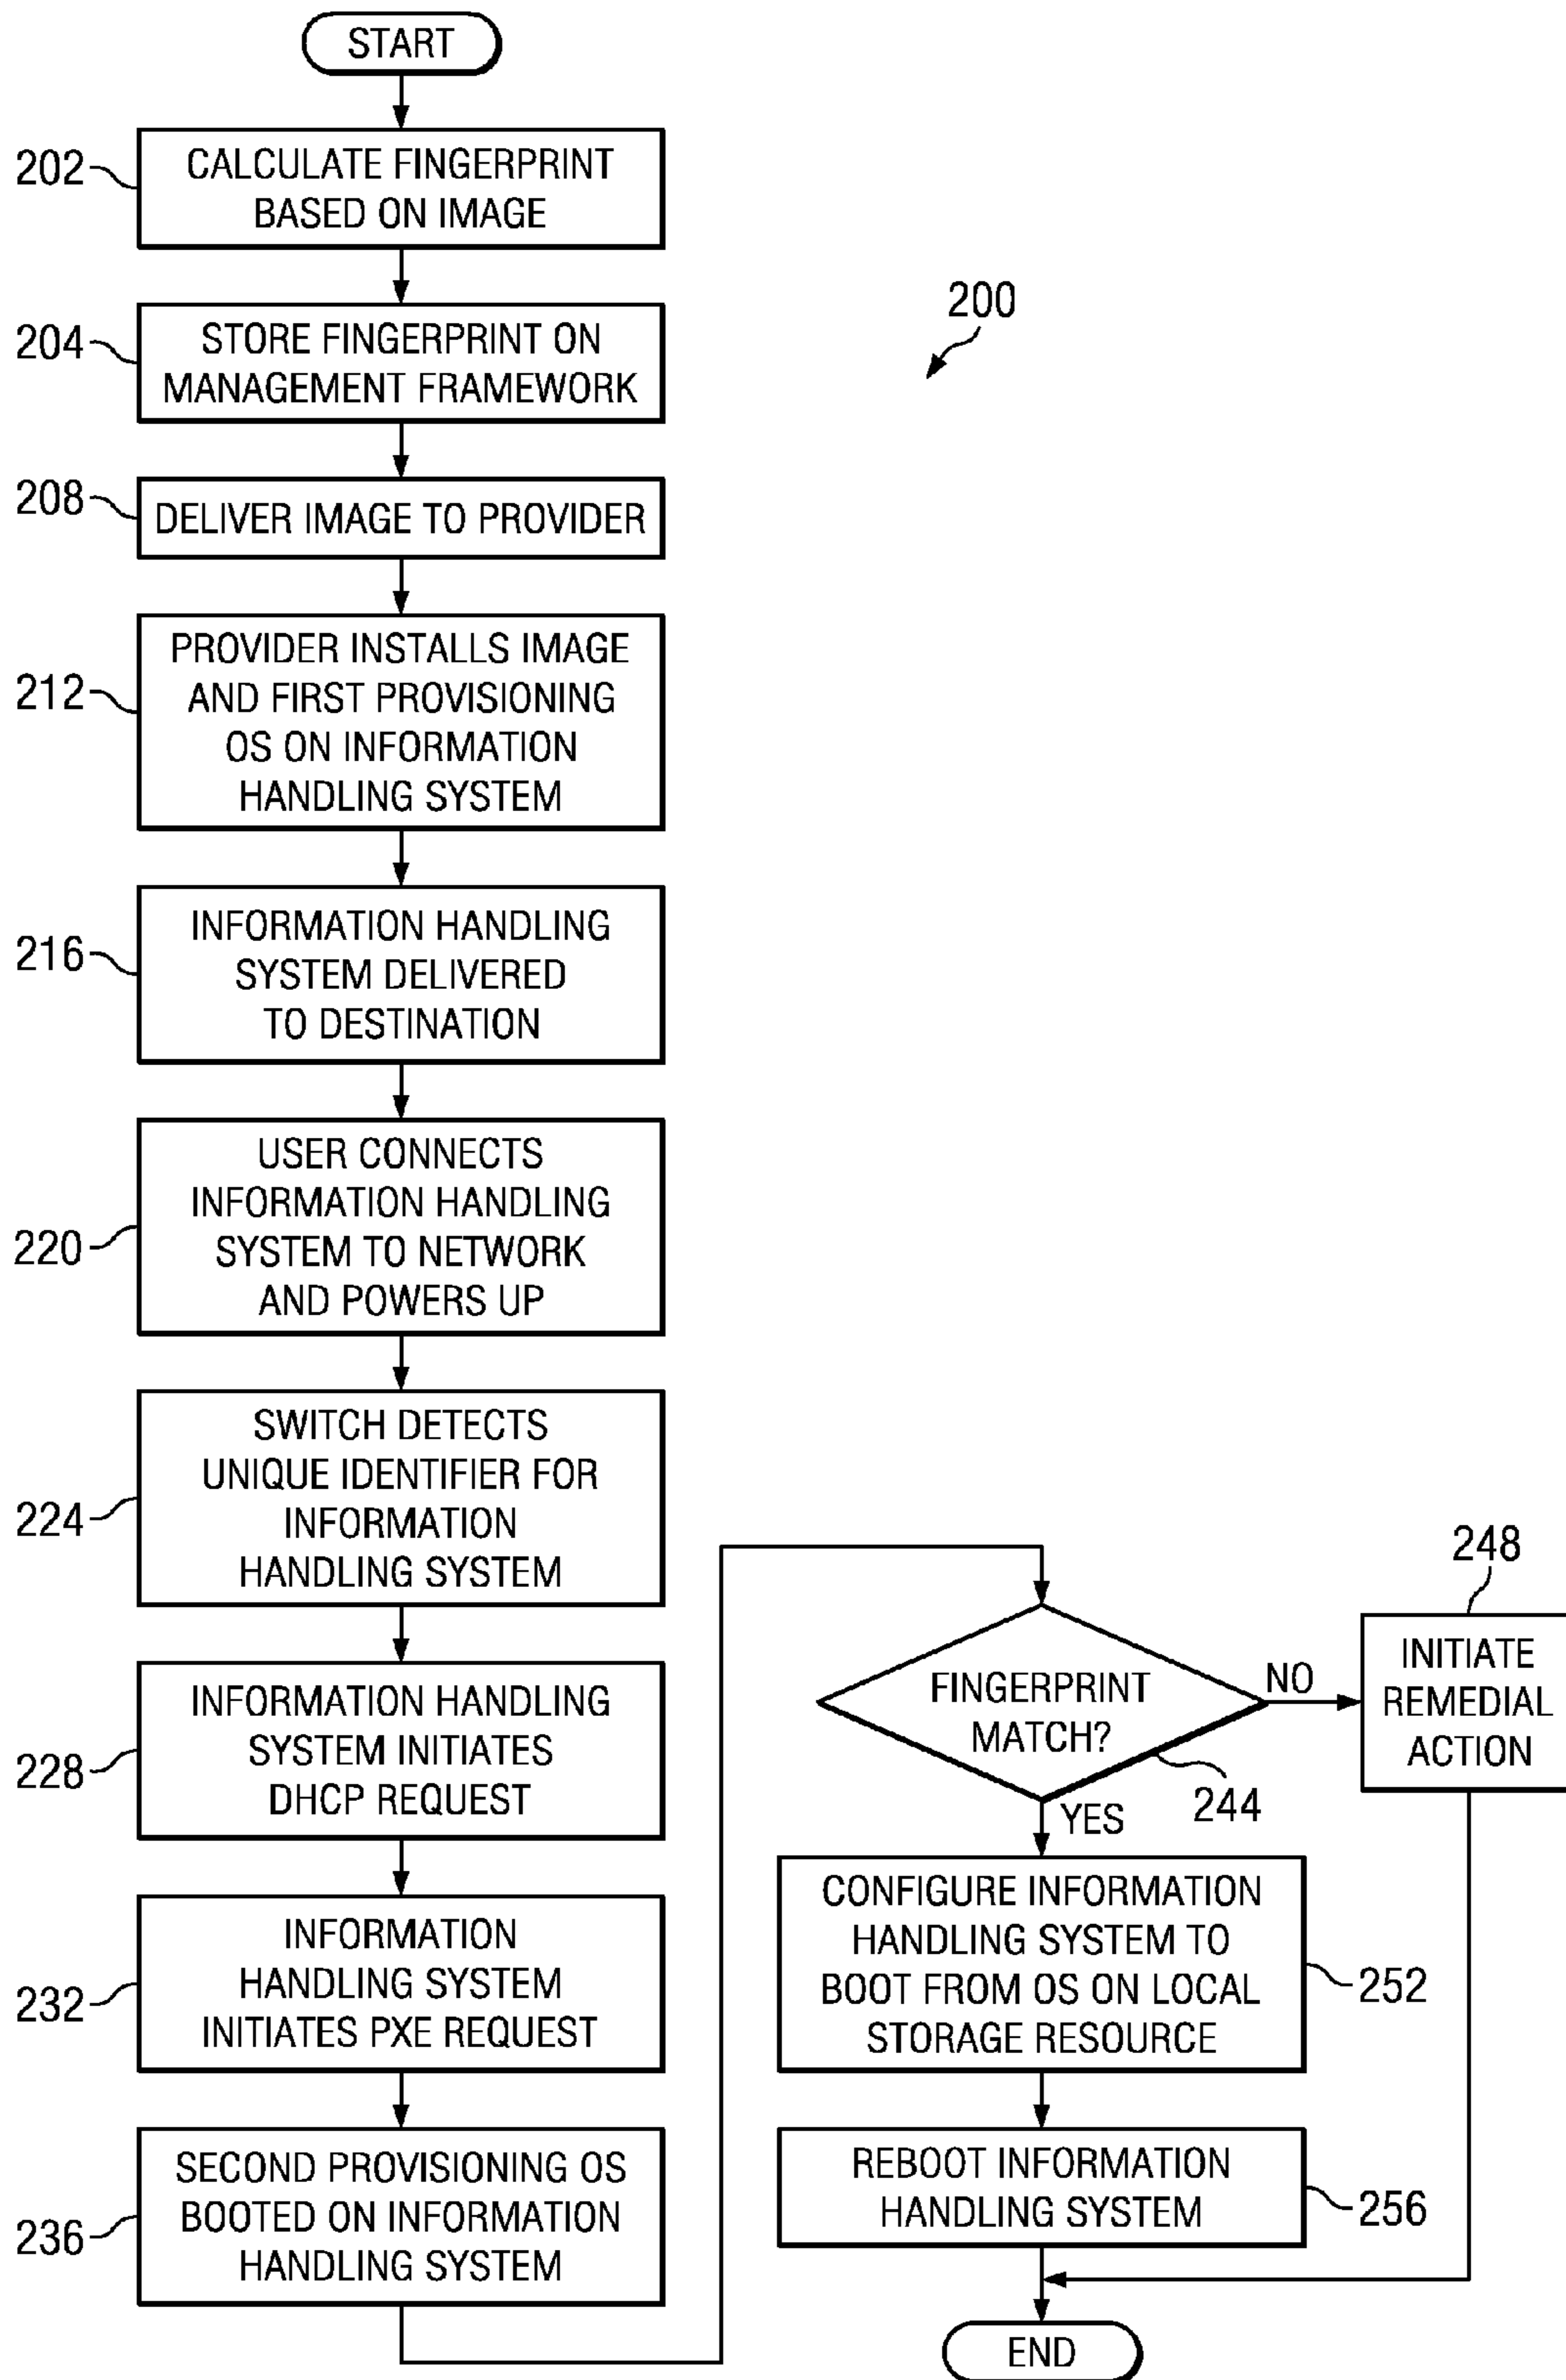 START
202
CALCULATE FINGERPRINT
BASED ON IMAGE
200
204
STORE FINGERPRINT ON
MANAGEMENT FRAMEWORK
208
DELIVER IMAGE TO PROVIDER
212
PROVIDER INSTALLS IMAGE
AND FIRST PROVISIONING
OS ON INFORMATION
HANDLING SYSTEM
216
INFORMATION HANDLING
SYSTEM DELIVERED
TO DESTINATION
220
USER CONNECTS
INFORMATION HANDLING
SYSTEM TO NETWORK
AND POWERS UP
224
SWITCH DETECTS
UNIQUE IDENTIFIER FOR
INFORMATION
HANDLING SYSTEM
228
INFORMATION HANDLING
SYSTEM INITIATES
DHCP REQUEST
232
INFORMATION
HANDLING SYSTEM
INITIATES PXE REQUEST
236
SECOND PROVISIONING OS
BOOTED ON INFORMATION
HANDLING SYSTEM
FINGERPRINT
MATCH?
244
NO
248
INITIATE
REMEDIAL
ACTION
YES
CONFIGURE INFORMATION
HANDLING SYSTEM TO
BOOT FROM OS ON LOCAL
STORAGE RESOURCE
252
REBOOT INFORMATION
HANDLING SYSTEM
256
END